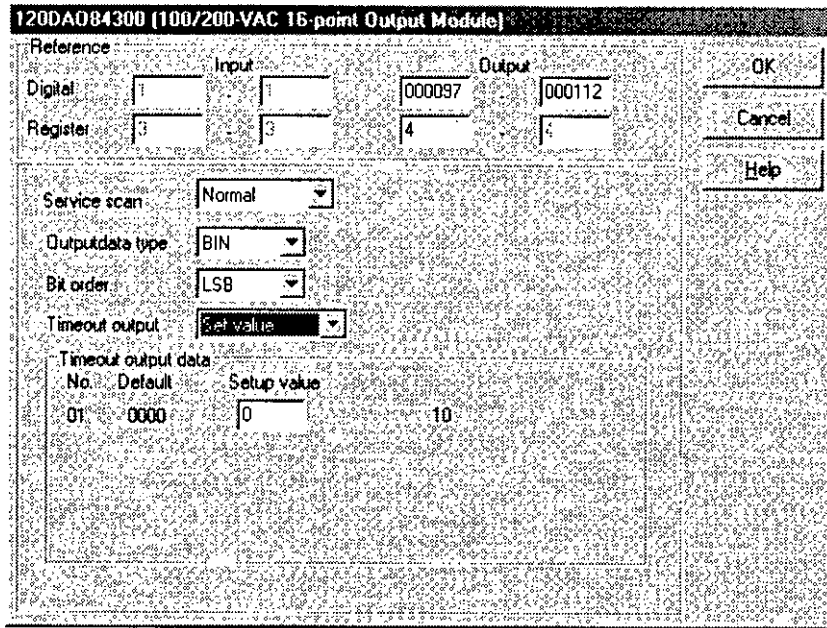 120DAO84300 (100/200-VAC 16-point Output Module)
Reference
Input Output
Digital 1 - 1 000097 - 000112
Register 3 - 3 4 - 4
OK
Cancel
Help
Service scan Normal
Outputdata type BIN
Bit order LSB
Timeout output Set value
Timeout output data
No. Default Setup value
01 0000 0 10